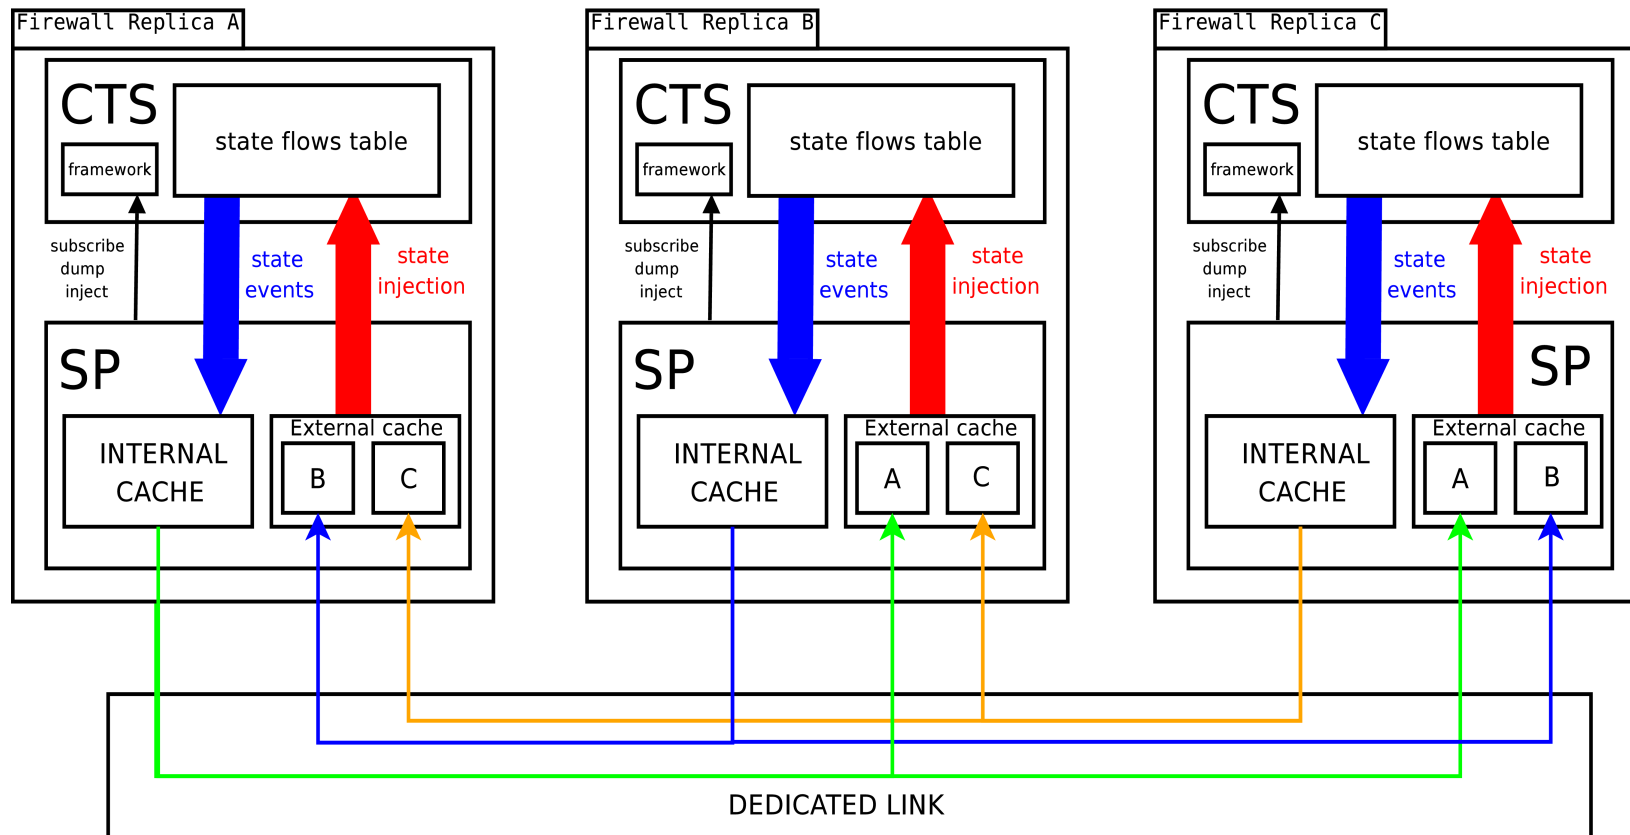 Firewall Replica A
CTS
state flows table
framework
subscribe
dump
inject
state
events
state
injection
SP
INTERNAL
CACHE
External cache
B
C
Firewall Replica B
CTS
state flows table
framework
subscribe
dump
inject
state
events
state
injection
SP
INTERNAL
CACHE
External cache
A
C
Firewall Replica C
CTS
state flows table
framework
subscribe
dump
inject
state
events
state
injection
SP
INTERNAL
CACHE
External cache
A
B
DEDICATED LINK